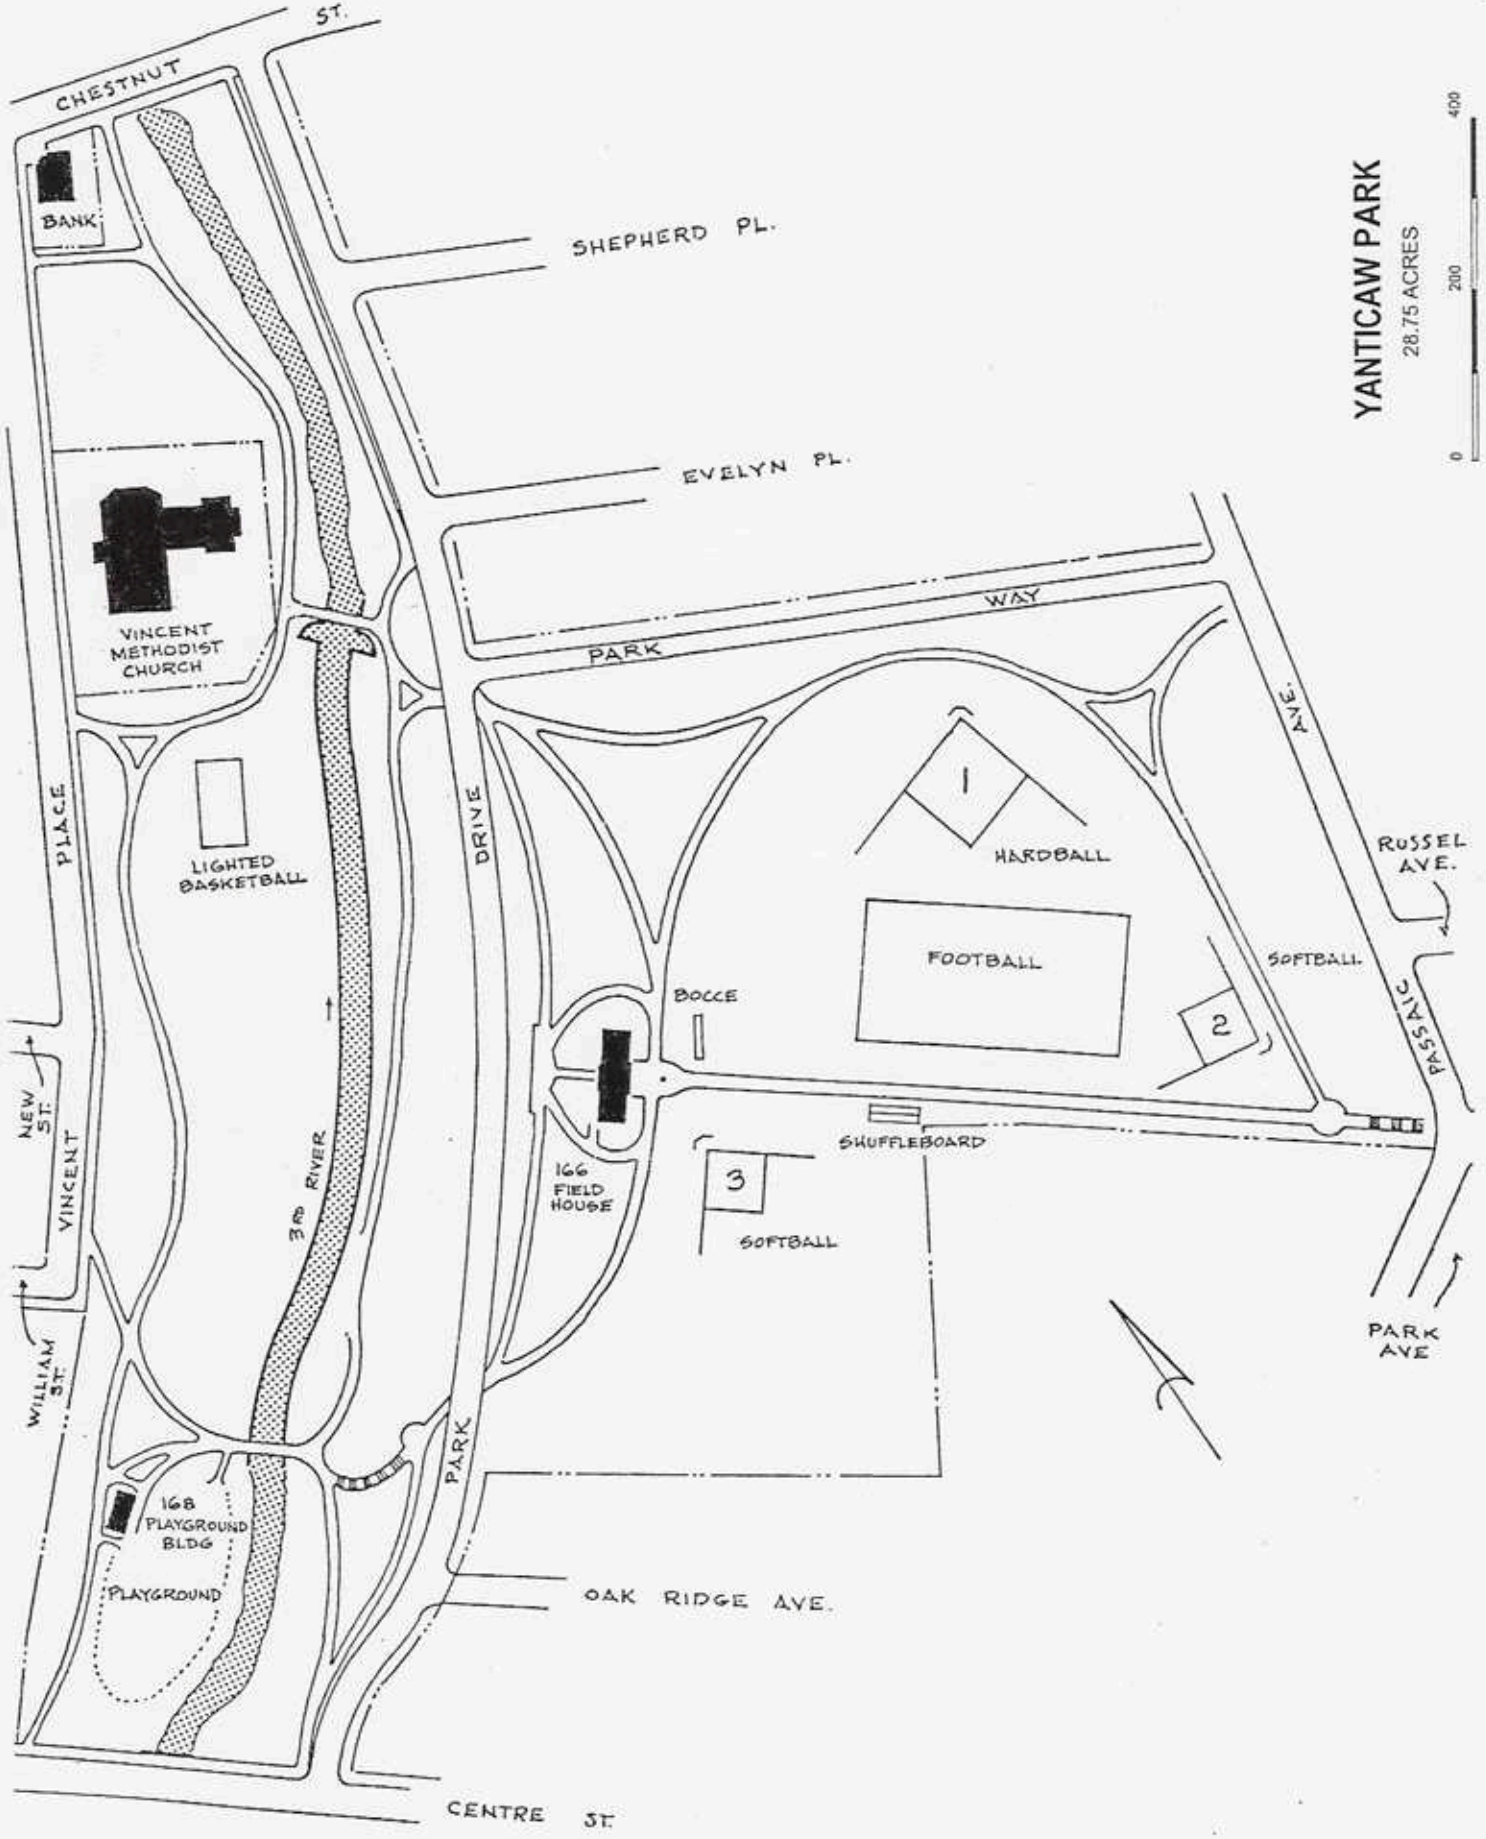 ST.
CHESTNUT
BANK
SHEPHERD PL.
YANTICAW PARK
28.75 ACRES
0 200 400
EVELYN PL.
VINCENT
METHODIST
CHURCH
PARK WAY
PLACE
DRIVE
LIGHTED
BASKETBALL
1
HARDBALL
AVE.
RUSSEL
AVE.
FOOTBALL
SOFTBALL
BOCCE
2
PASSAIC
NEW
ST.
VINCENT
3RD RIVER
166
FIELD
HOUSE
SHUFFLEBOARD
3
SOFTBALL
WILLIAM
ST.
PARK
AVE
PARK
168
PLAYGROUND
BLDG
PLAYGROUND
OAK RIDGE AVE.
CENTRE ST.